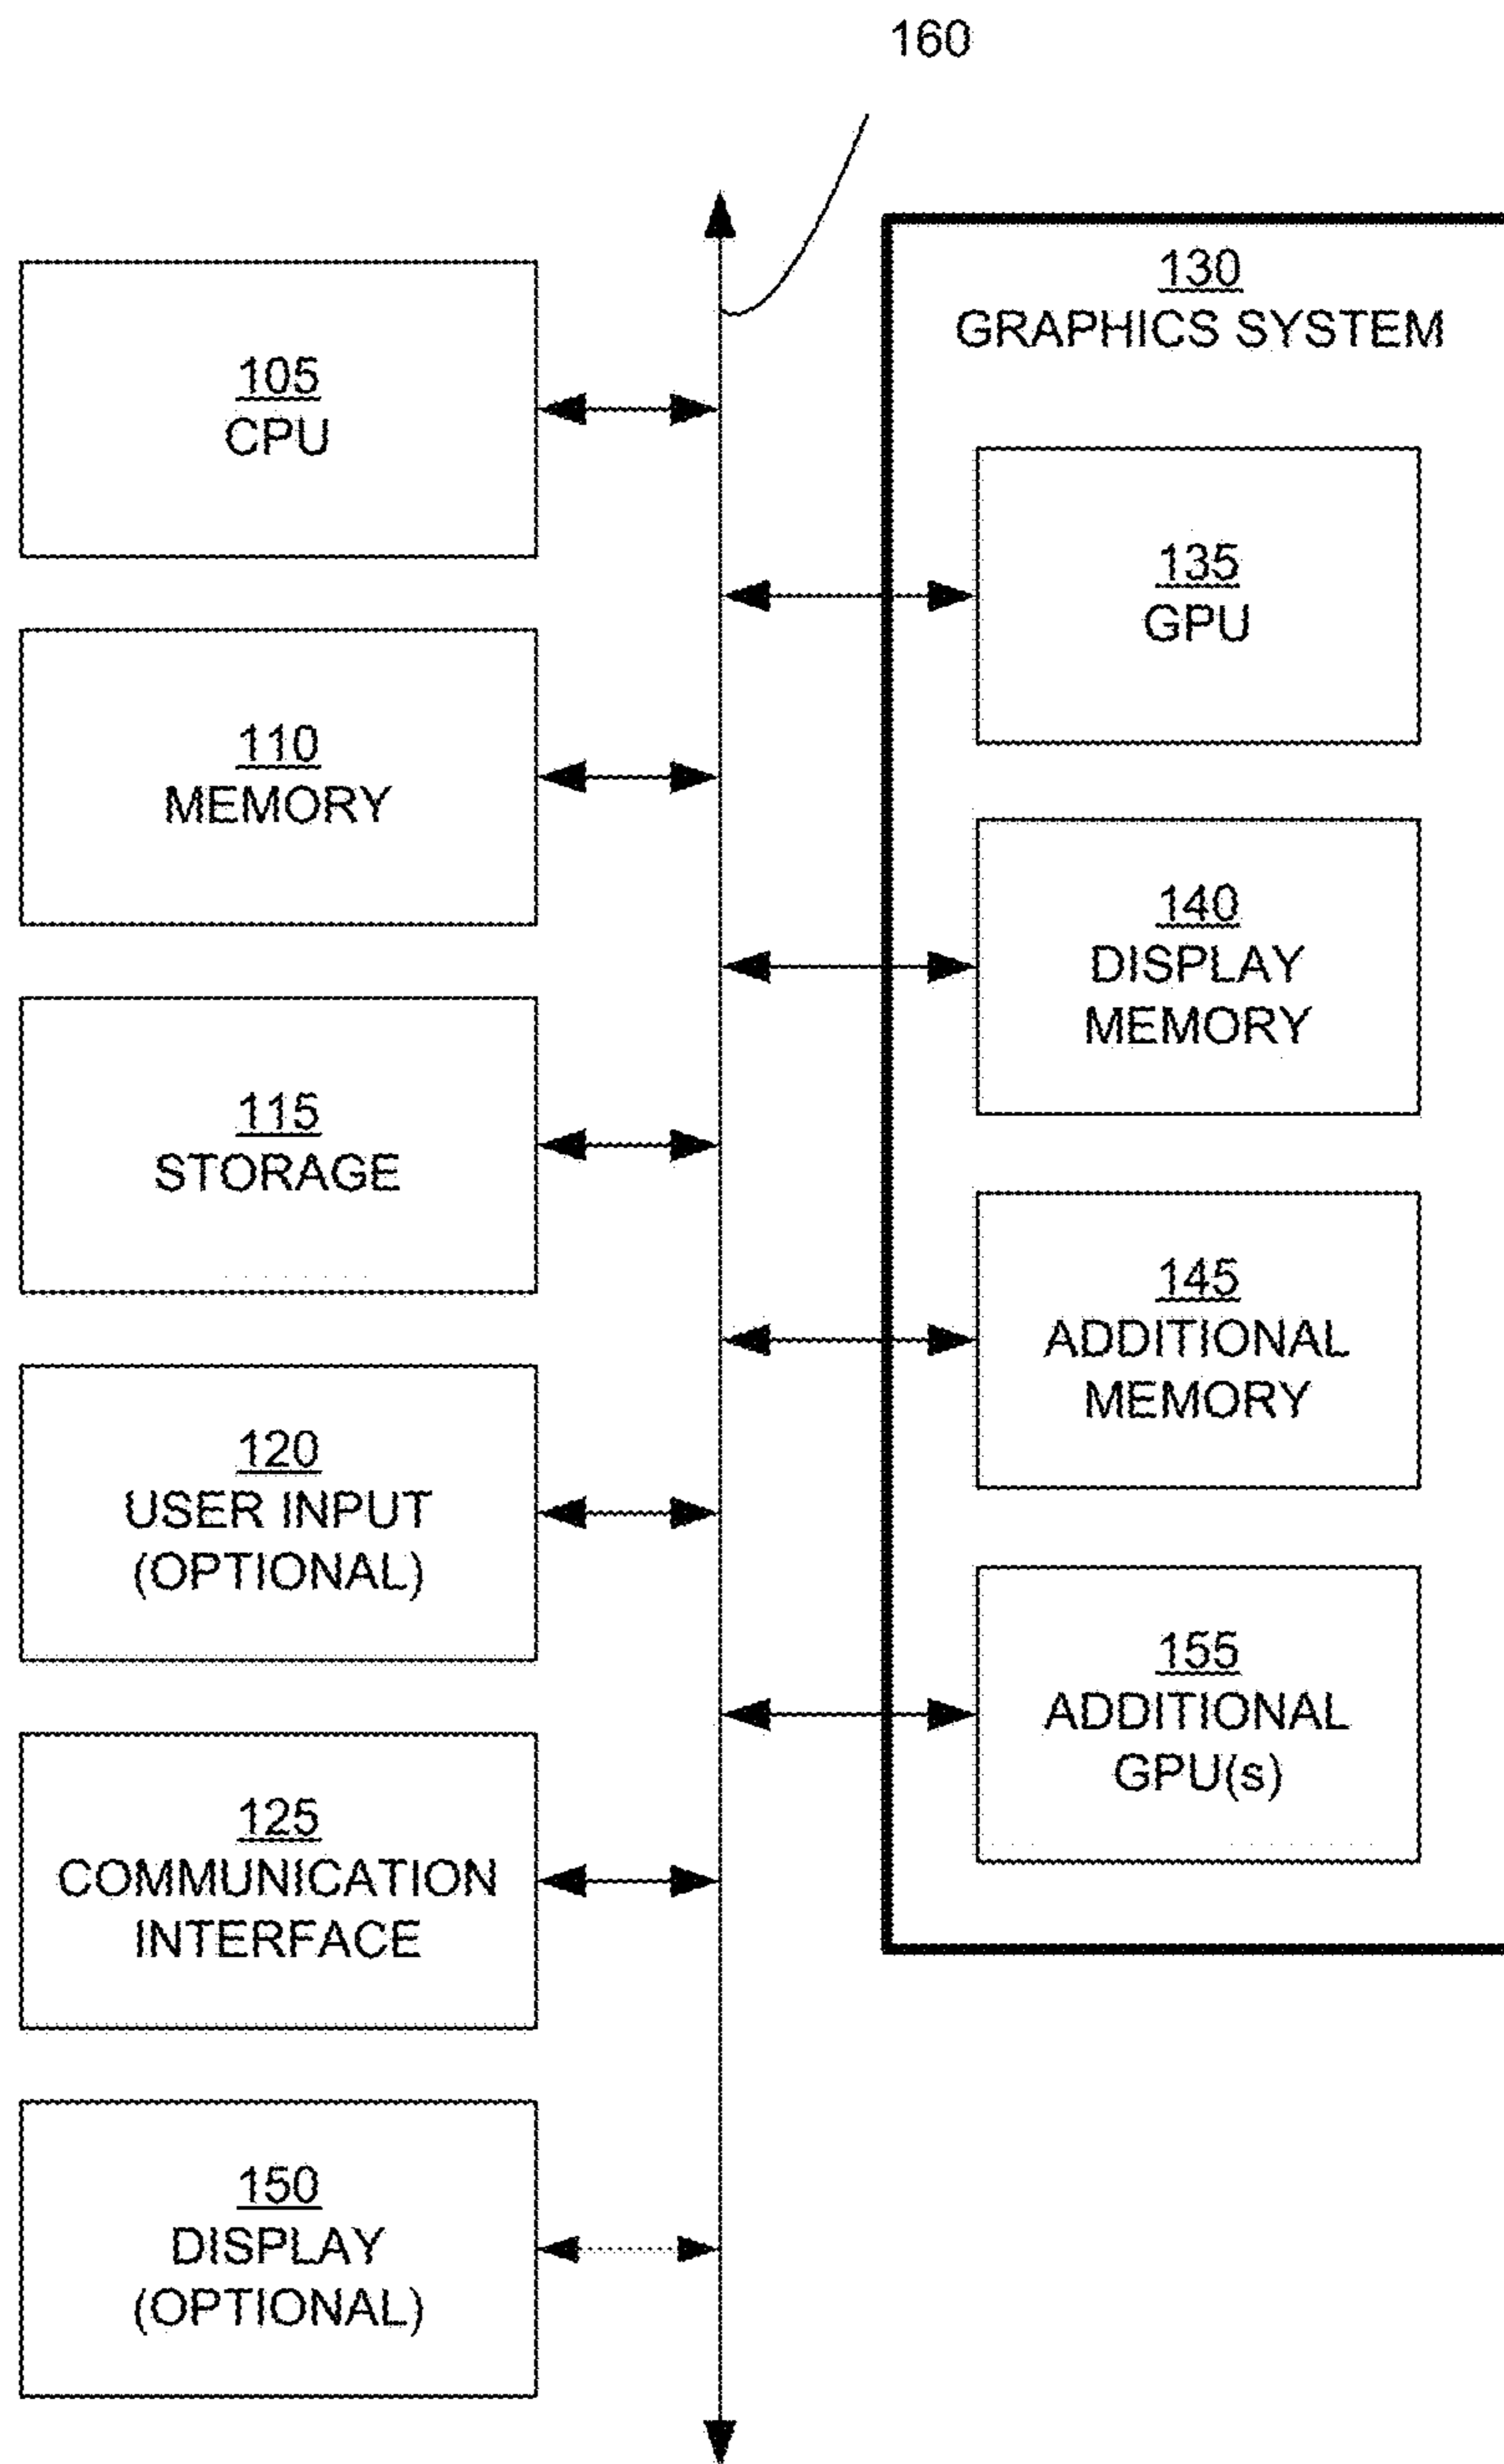 160
105
CPU
110
MEMORY
115
STORAGE
120
USER INPUT
(OPTIONAL)
125
COMMUNICATION
INTERFACE
150
DISPLAY
(OPTIONAL)
130
GRAPHICS SYSTEM
135
GPU
140
DISPLAY
MEMORY
145
ADDITIONAL
MEMORY
155
ADDITIONAL
GPU(s)